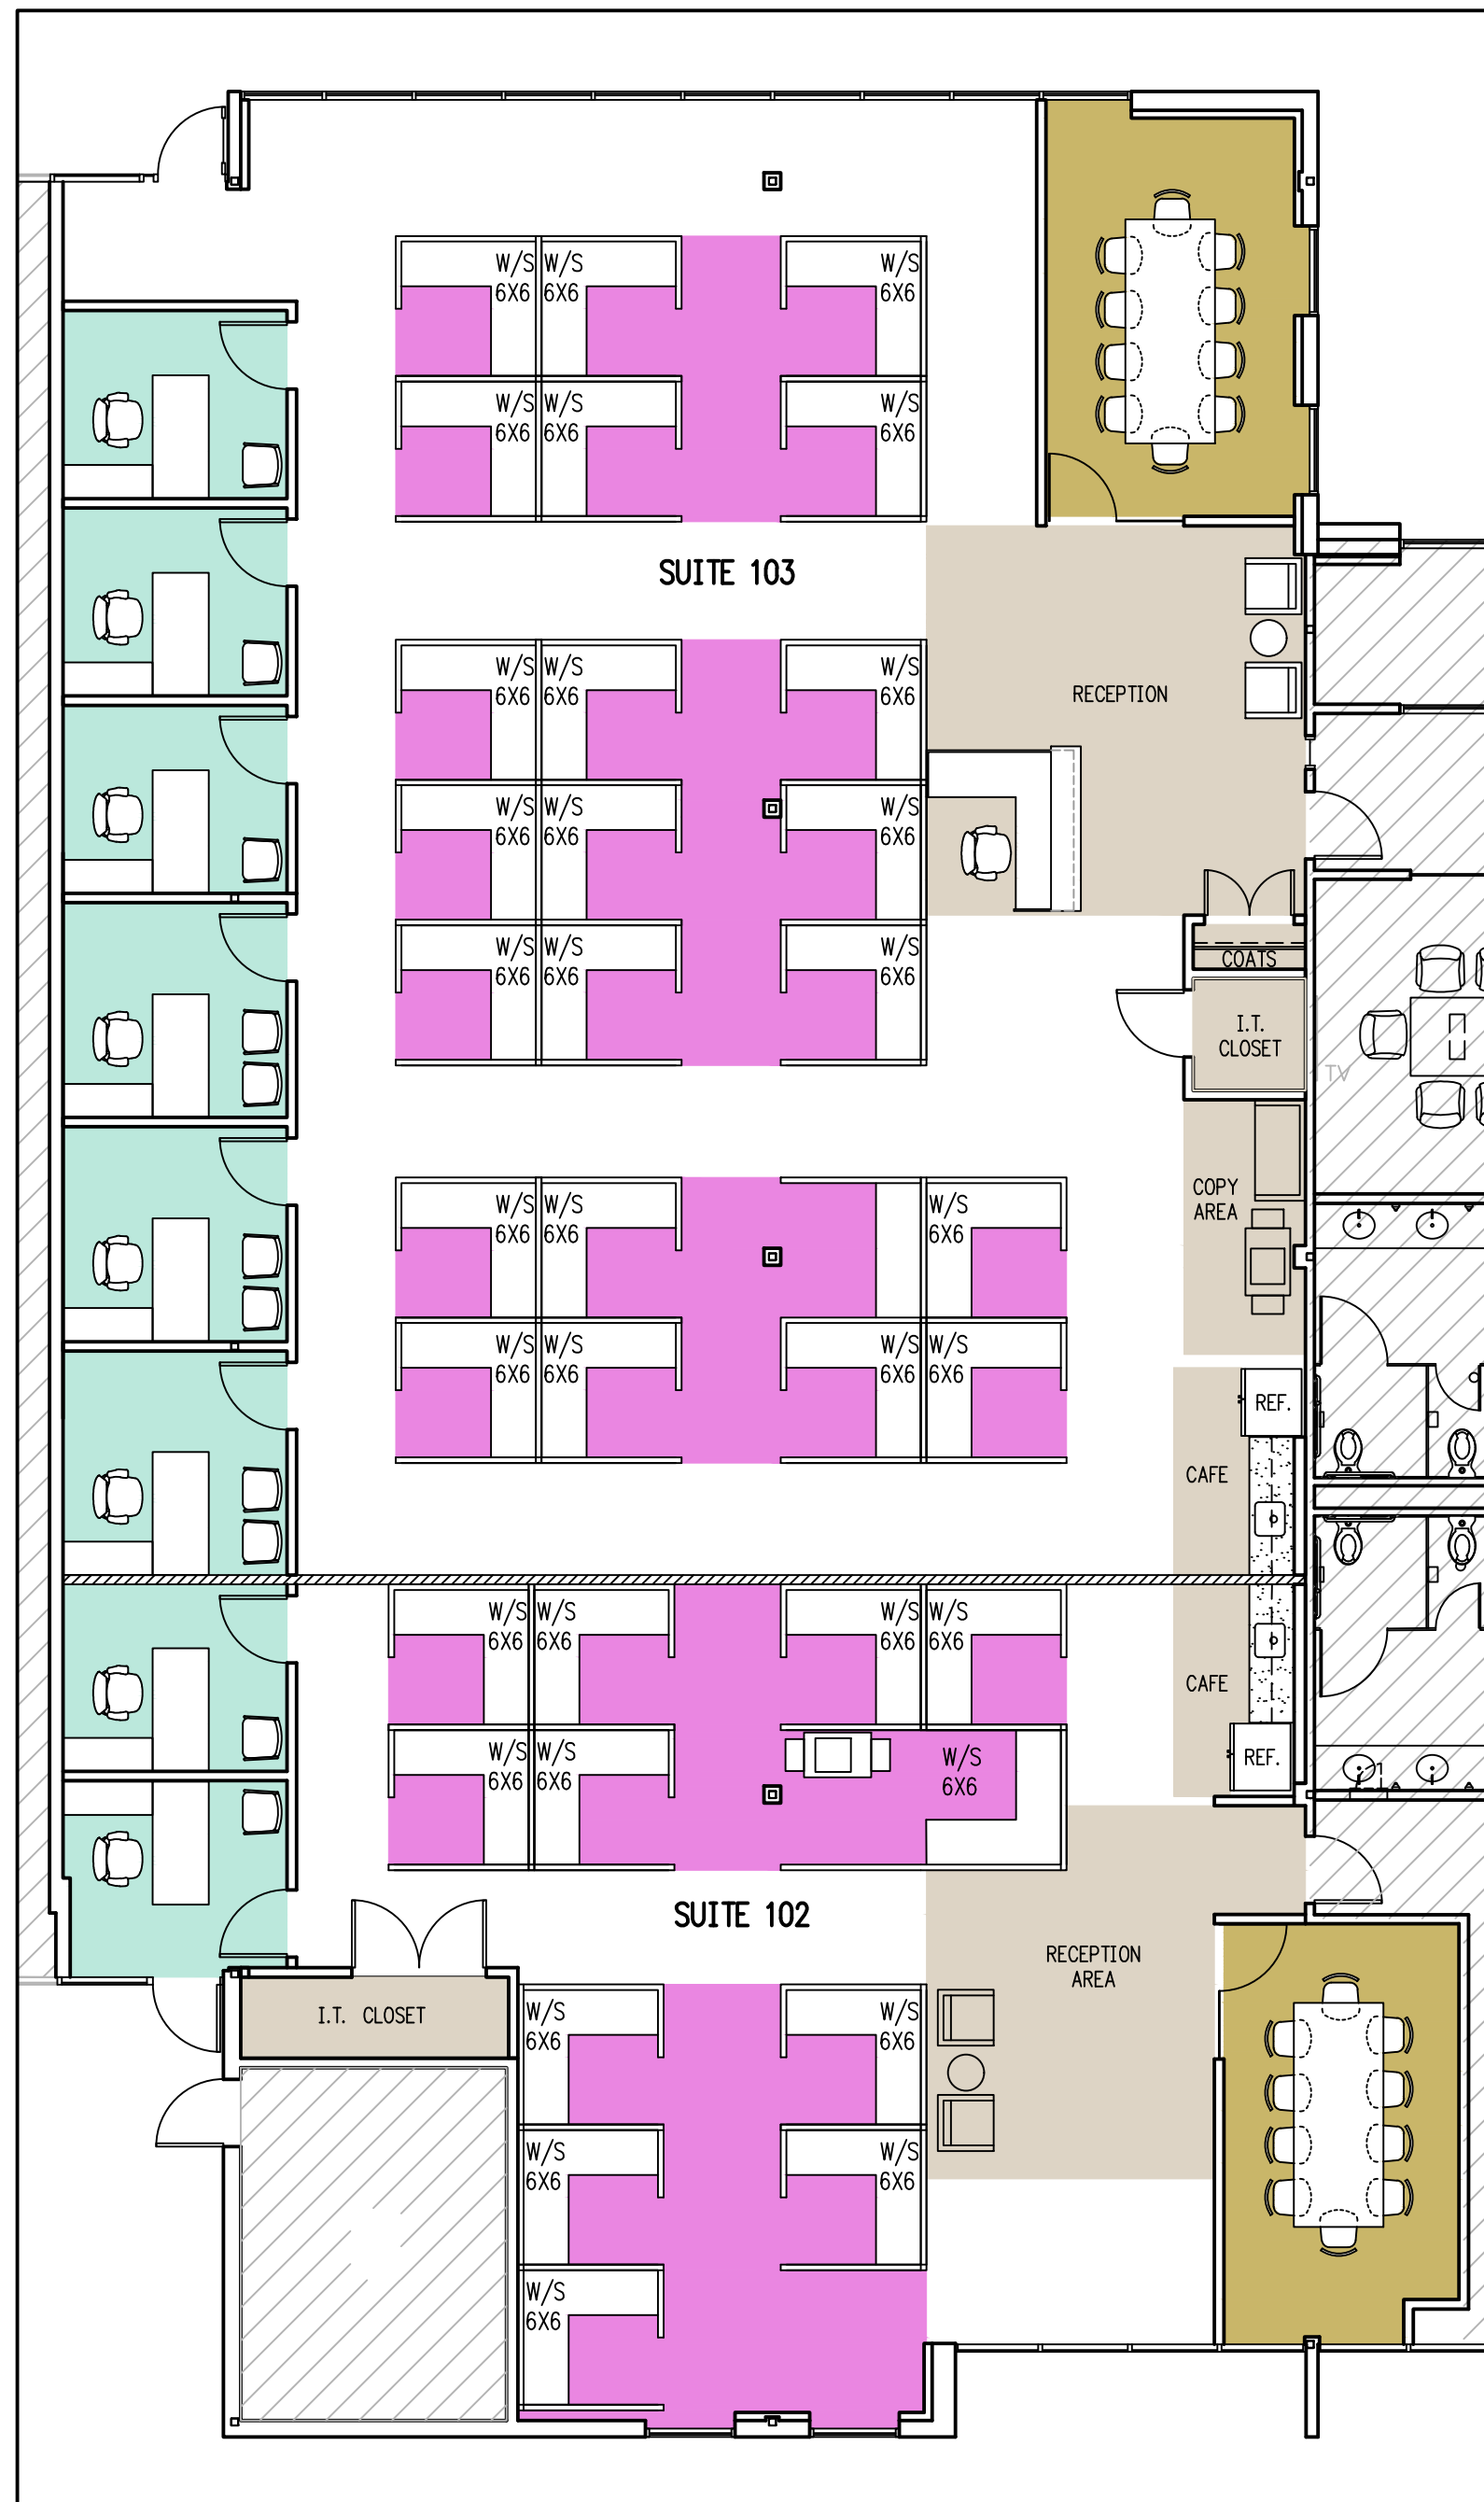 W/S W/S W/S
6X6 6X6 6X6
W/S W/S W/S
6X6 6X6 6X6
SUITE 103
W/S W/S W/S
6X6 6X6 6X6
RECEPTION
W/S W/S W/S
6X6 6X6 6X6
W/S W/S W/S
6X6 6X6 6X6
COATS
I.T.
CLOSET
TV
COPY
AREA
W/S W/S W/S
6X6 6X6 6X6
W/S W/S W/S W/S
6X6 6X6 6X6 6X6
REF.
CAFE
W/S W/S W/S W/S
6X6 6X6 6X6 6X6
CAFE
REF.
W/S W/S W/S
6X6 6X6 6X6
SUITE 102
RECEPTION
AREA
I.T. CLOSET
W/S W/S
6X6 6X6
W/S W/S
6X6 6X6
W/S
6X6